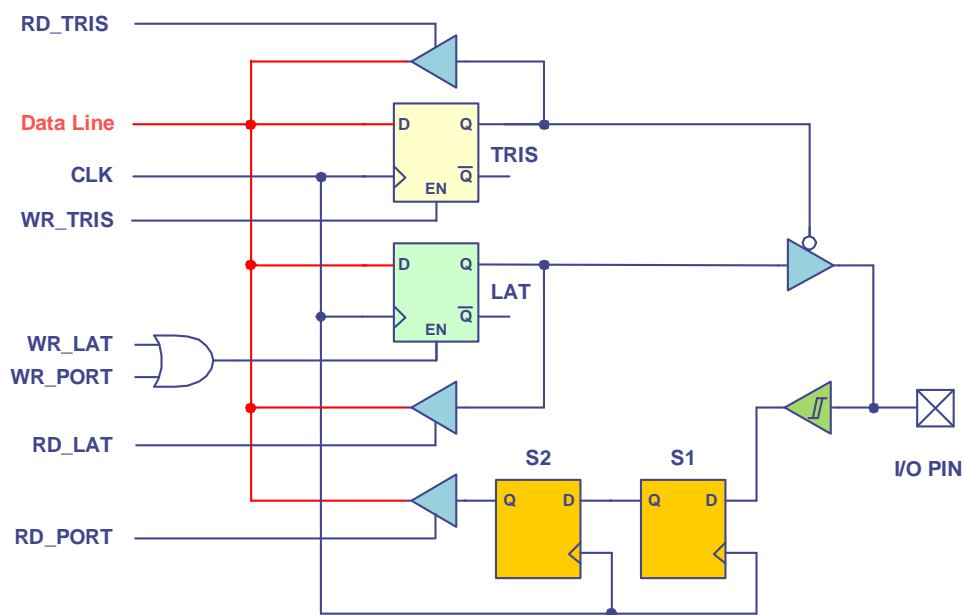 RD_TRIS
Data Line
D
Q
TRIS
CLK
Q
EN
WR_TRIS
D
Q
LAT
Q
EN
WR_LAT
WR_PORT
RD_LAT
S2
S1
I/O PIN
Q
D
Q
D
RD_PORT